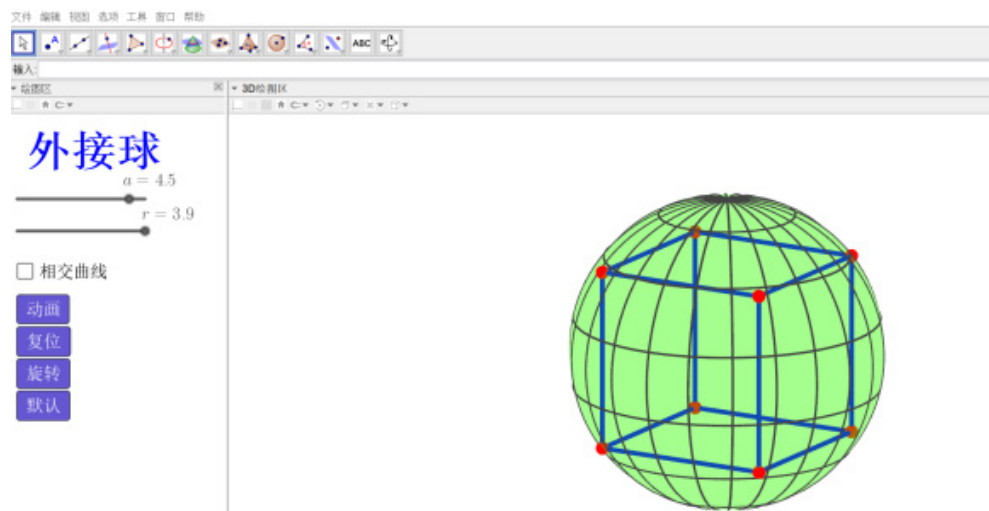 文件 编辑 视图 选项 工具 窗口 帮助
ABC
输入:
绘图区
3D绘图区
外接球
a = 4.5
r = 3.9
相交曲线
动画
复位
旋转
默认